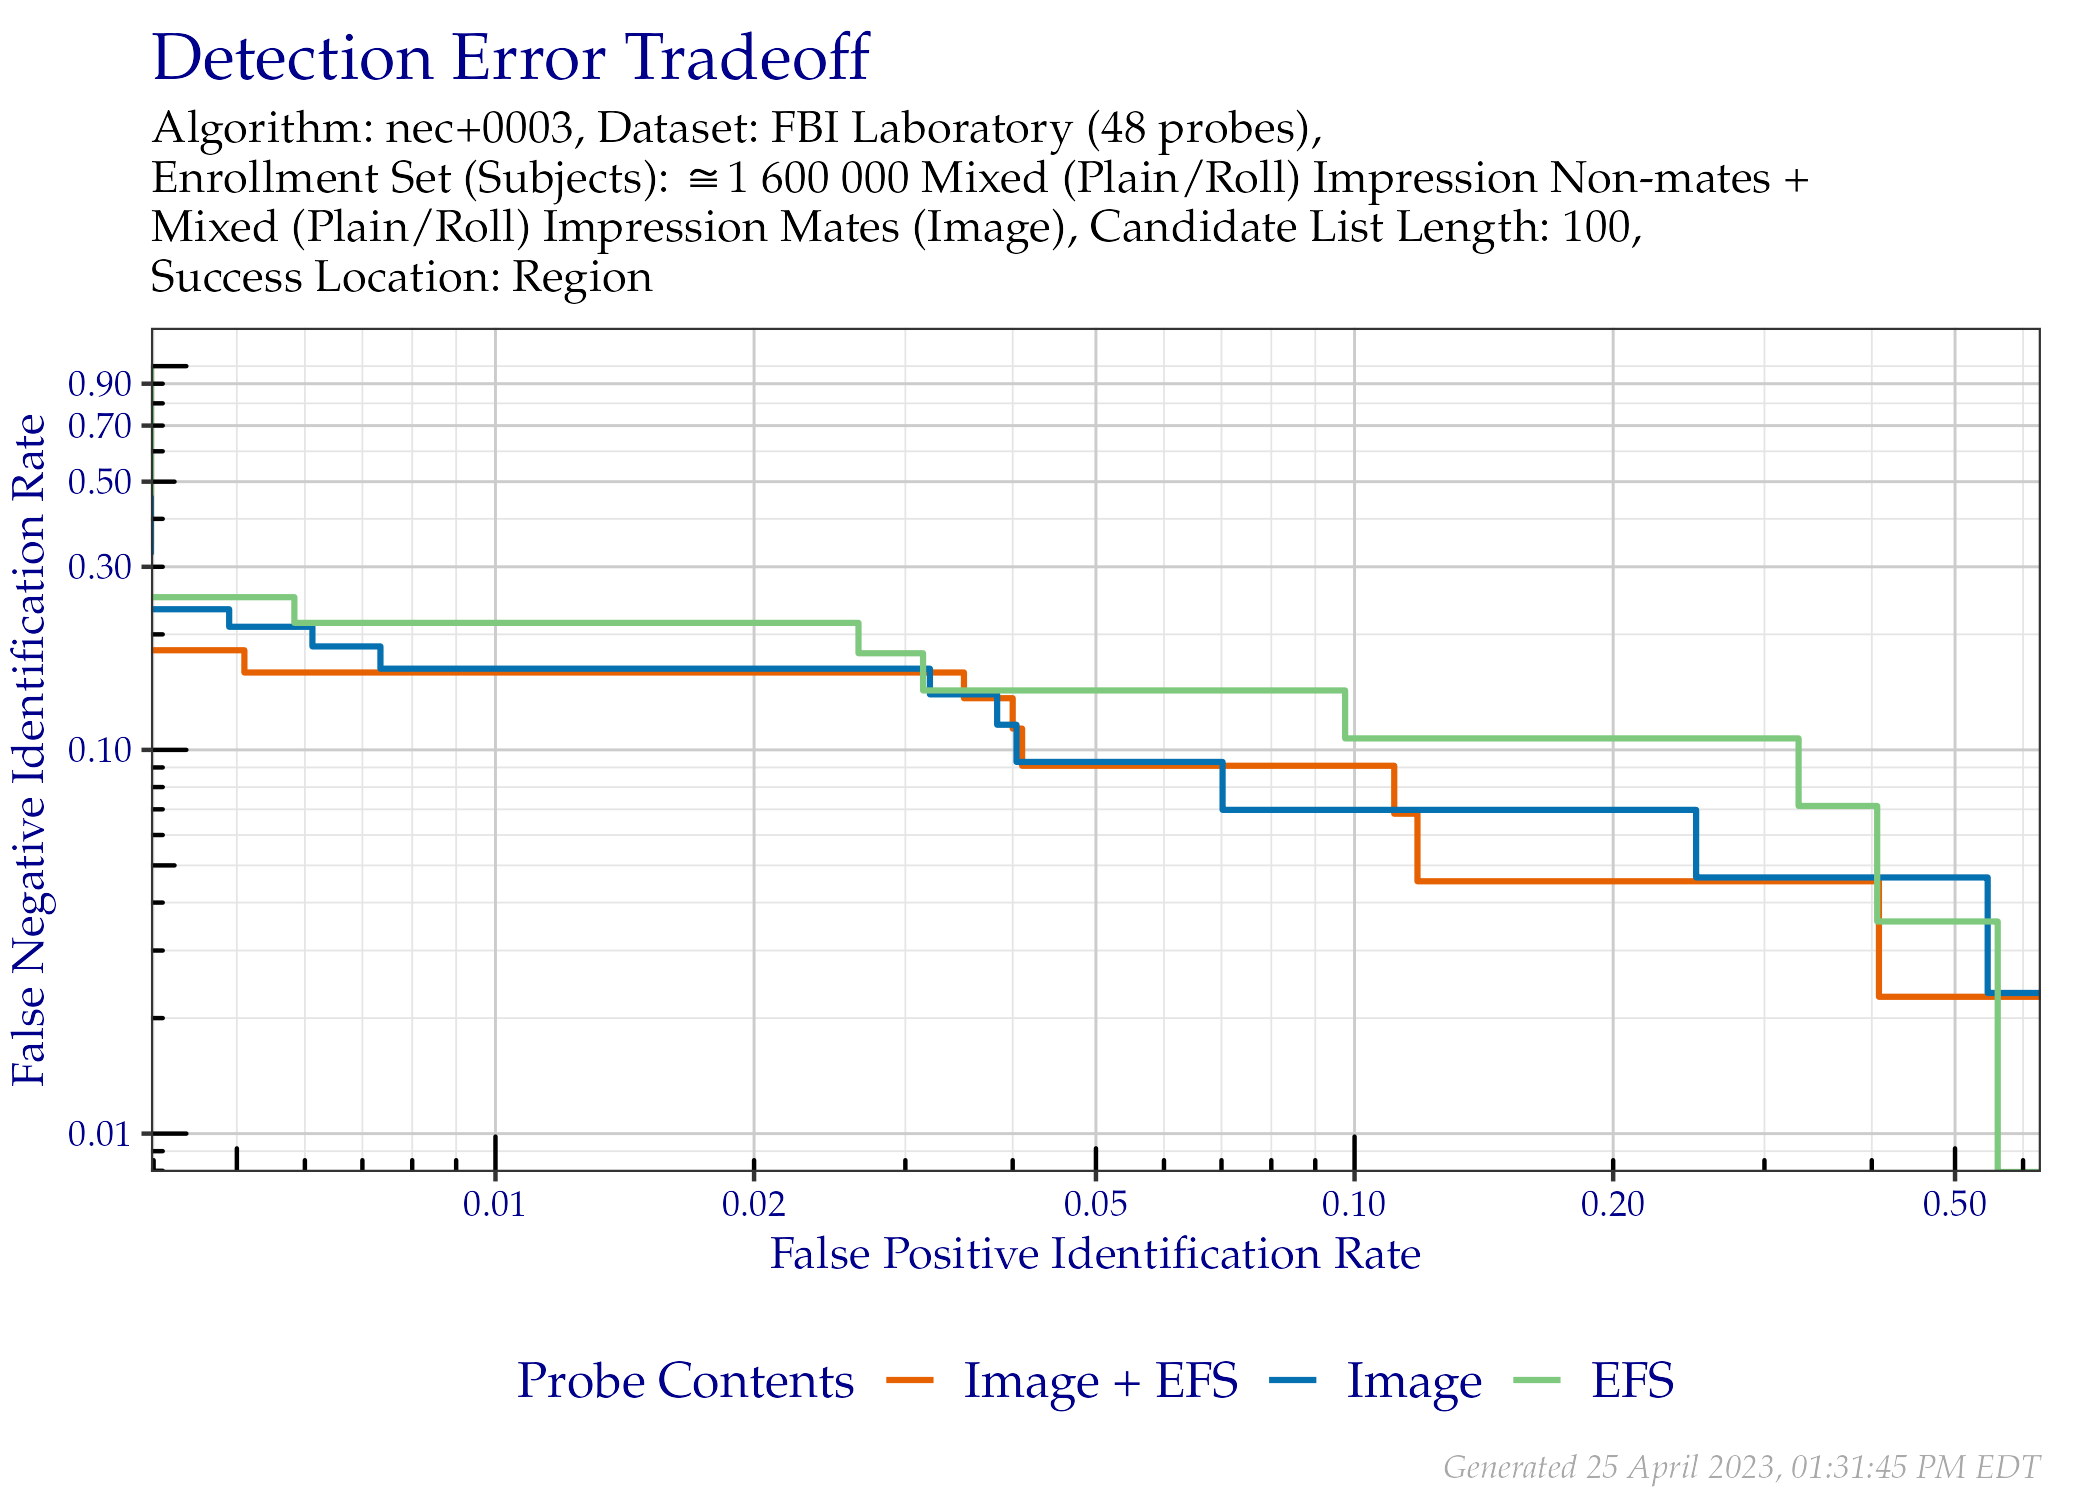 Detection Error Tradeoff
Algorithm: nec+0003, Dataset: FBI Laboratory (48 probes),
Enrollment Set (Subjects): ≅ 1 600 000 Mixed (Plain/Roll) Impression Non-mates +
Mixed (Plain/Roll) Impression Mates (Image), Candidate List Length: 100,
Success Location: Region
False Negative Identification Rate
0.90
0.70
0.50
0.30
0.10
0.01
0.01 0.02 0.05 0.10 0.20 0.50
False Positive Identification Rate
Probe Contents Image + EFS Image EFS
Generated 25 April 2023, 01:31:45 PM EDT